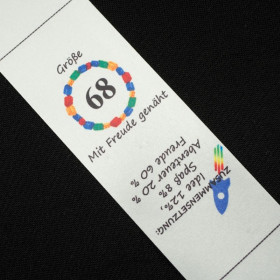 Größe
68
Mit Freude genäht
ZUSAMMENSETZUNG:
Idee 12%,
Spaß 8%
Abenteuer 20 %
Freude 60 %